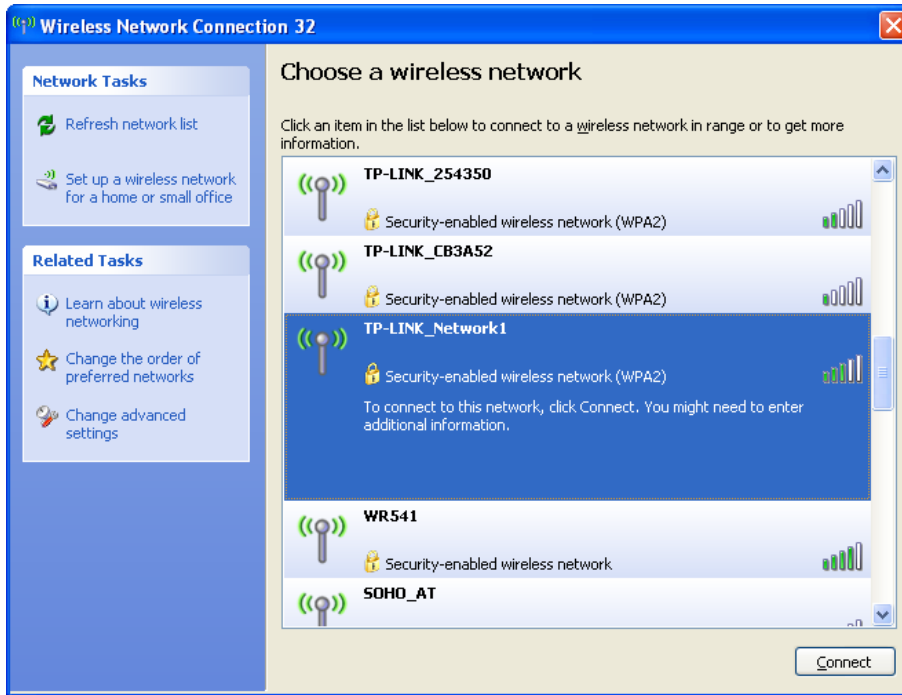 Wireless Network Connection 32
Network Tasks
Refresh network list
Set up a wireless network
for a home or small office
Related Tasks
Learn about wireless
networking
Change the order of
preferred networks
Change advanced
settings
Choose a wireless network
Click an item in the list below to connect to a wireless network in range or to get more
information.
TP-LINK_254350
Security-enabled wireless network (WPA2)
TP-LINK_CB3A52
Security-enabled wireless network (WPA2)
TP-LINK_Network1
Security-enabled wireless network (WPA2)
To connect to this network, click Connect. You might need to enter
additional information.
WR541
Security-enabled wireless network
SOHO_AT
Connect